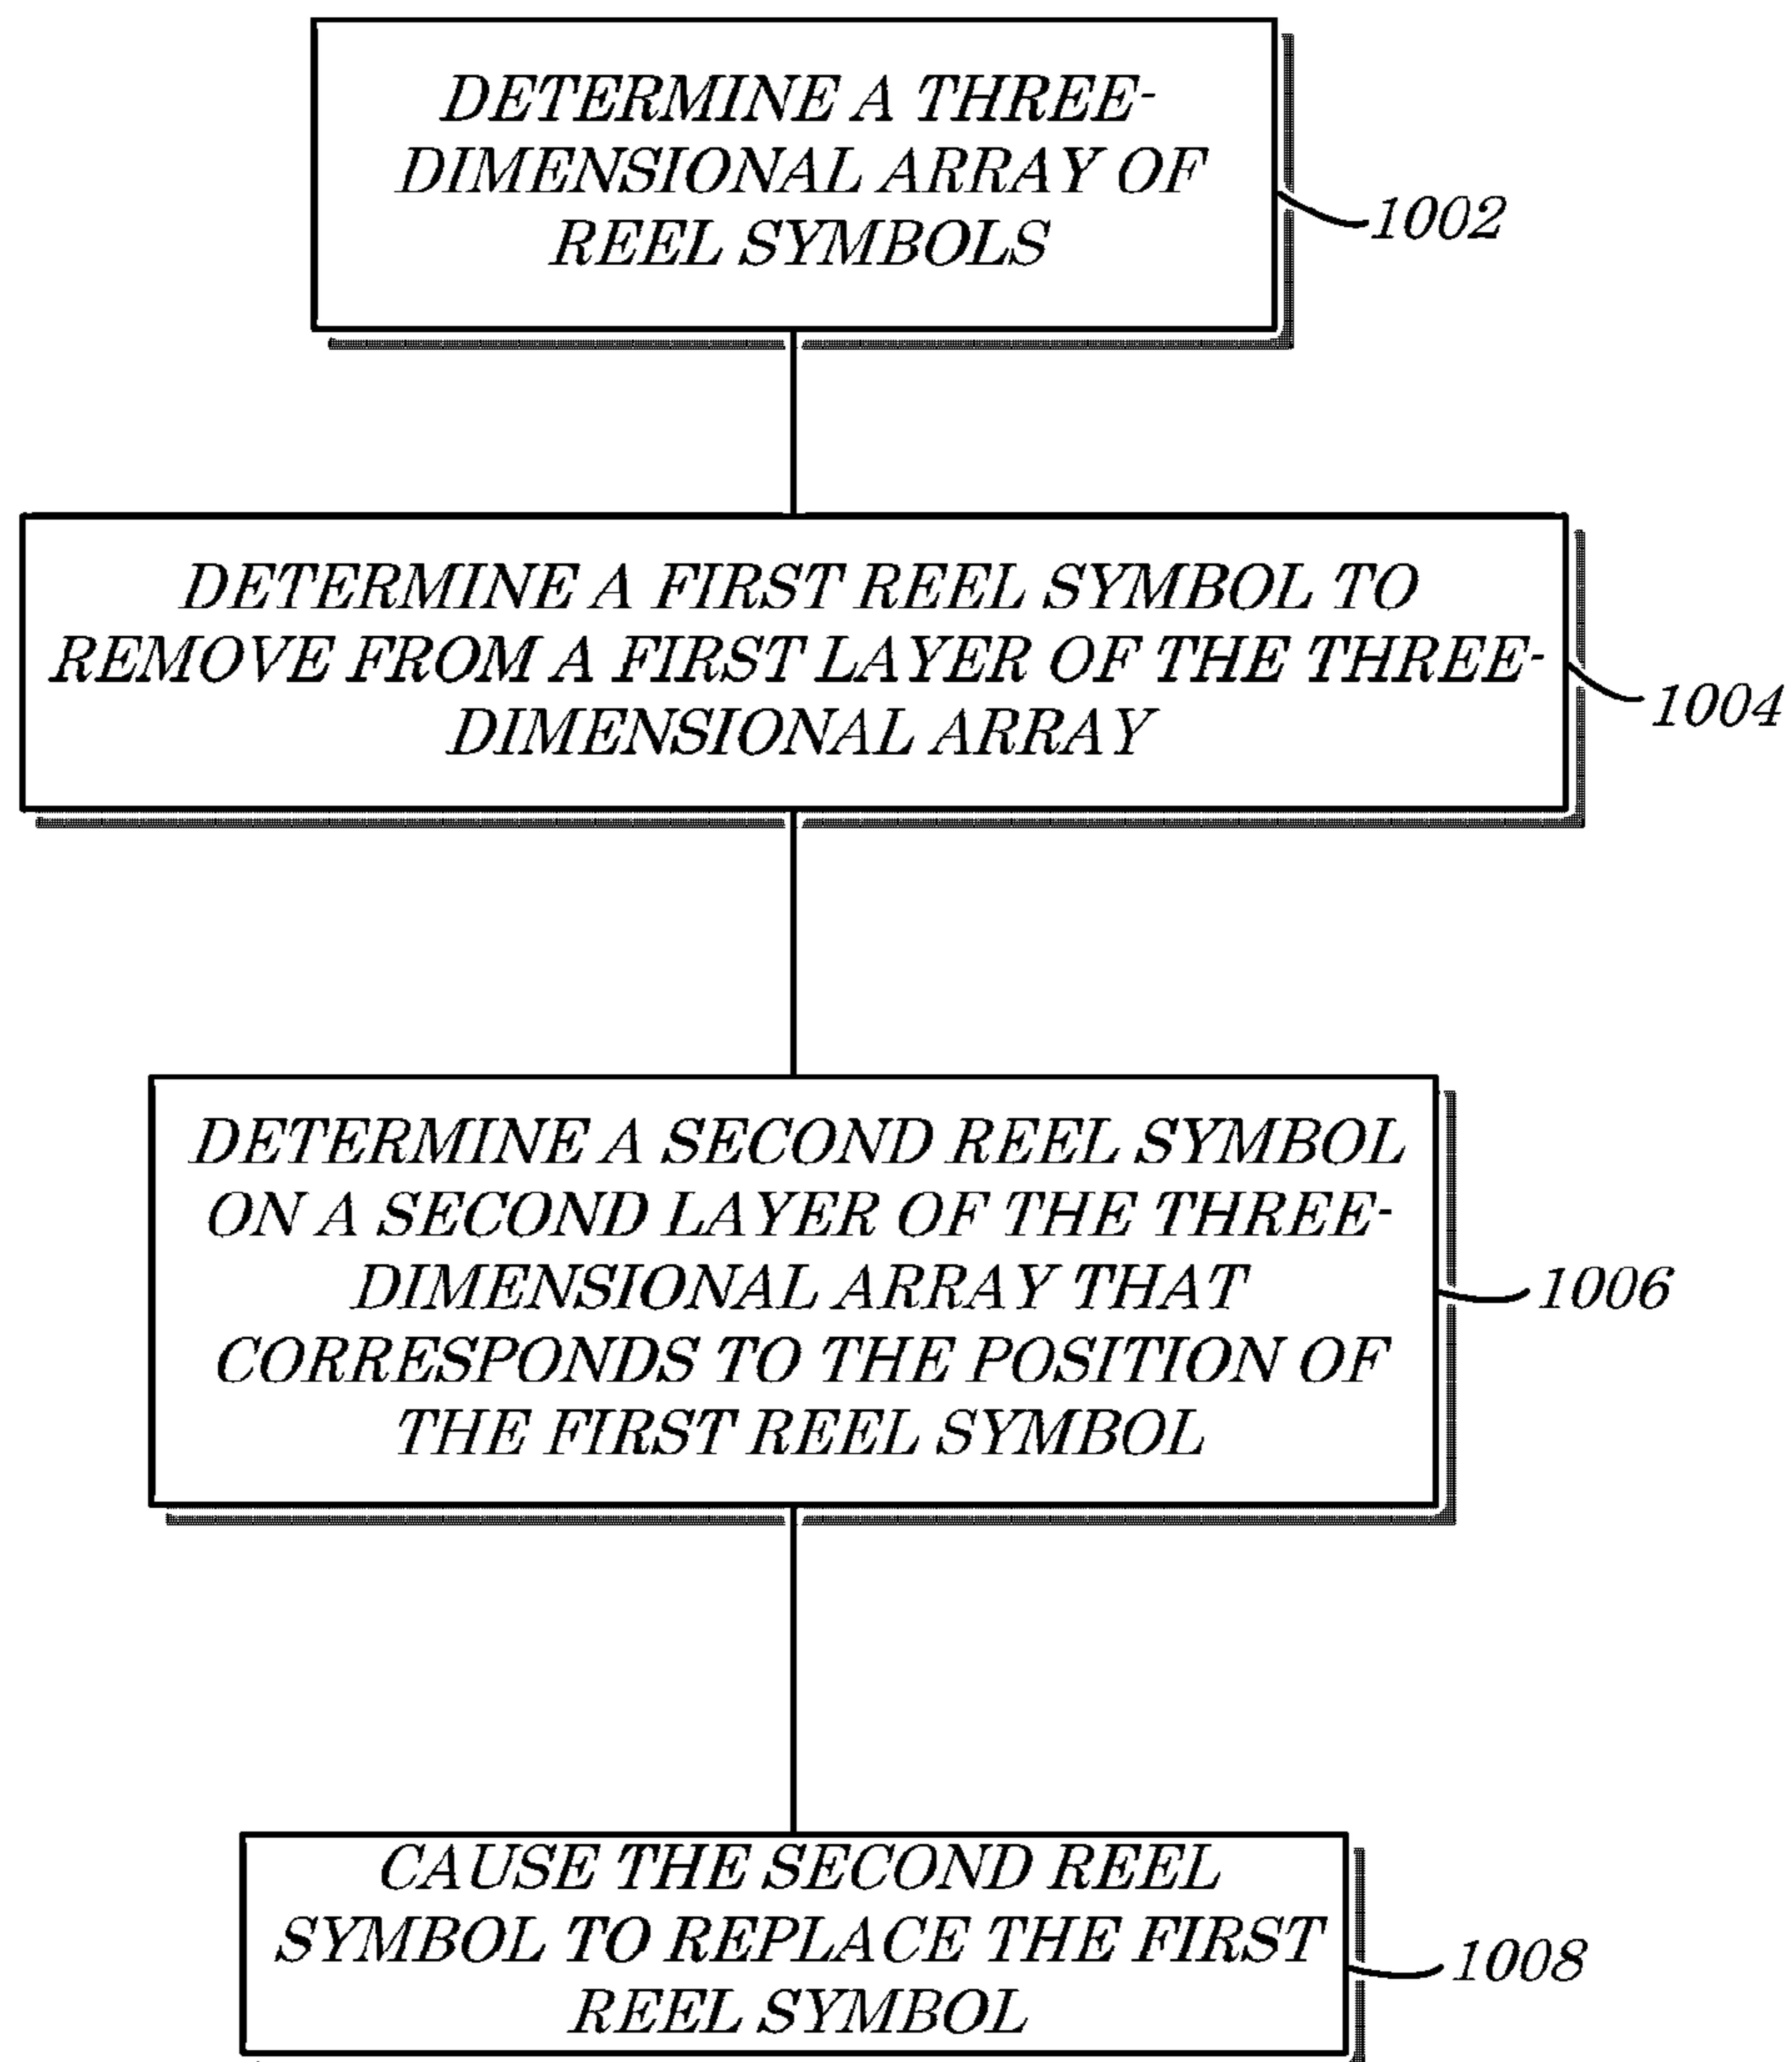 DETERMINE A THREE-
DIMENSIONAL ARRAY OF
REEL SYMBOLS
1002
DETERMINE A FIRST REEL SYMBOL TO
REMOVE FROM A FIRST LAYER OF THE THREE-
DIMENSIONAL ARRAY
1004
DETERMINE A SECOND REEL SYMBOL
ON A SECOND LAYER OF THE THREE-
DIMENSIONAL ARRAY THAT
CORRESPONDS TO THE POSITION OF
THE FIRST REEL SYMBOL
1006
CAUSE THE SECOND REEL
SYMBOL TO REPLACE THE FIRST
REEL SYMBOL
1008